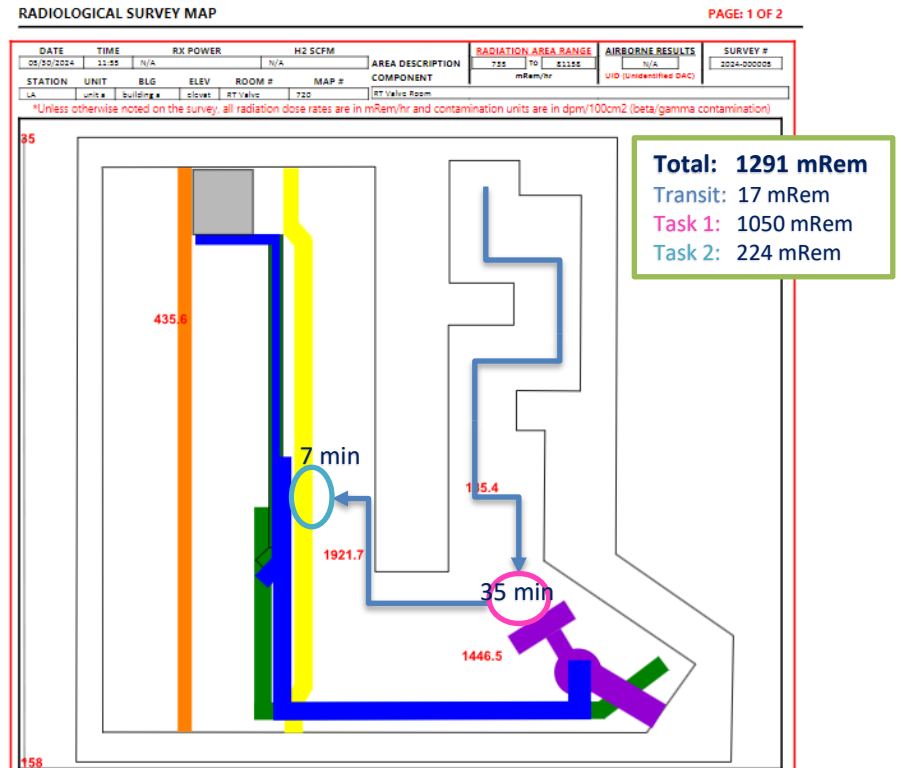 RADIOLOGICAL SURVEY MAP PAGE: 1 OF 2
DATE TIME RX POWER H2 SCFM AREA DESCRIPTION RADIATION AREA RANGE AIRBORNE RESULTS SURVEY #
05/30/2024 11:55 N/A N/A 735 TO 81158 N/A 2024-000005
STATION UNIT BLG ELEV ROOM # MAP # COMPONENT mRem/hr UID (Unidentified DAC)
LA unit a building a elevat RT Valve 720 RT Valve Room
*Unless otherwise noted on the survey, all radiation dose rates are in mRem/hr and contamination units are in dpm/100cm2 (beta/gamma contamination)
35
Total: 1291 mRem
Transit: 17 mRem
Task 1: 1050 mRem
Task 2: 224 mRem
435.6
7 min
1921.7
35 min
1446.5
158